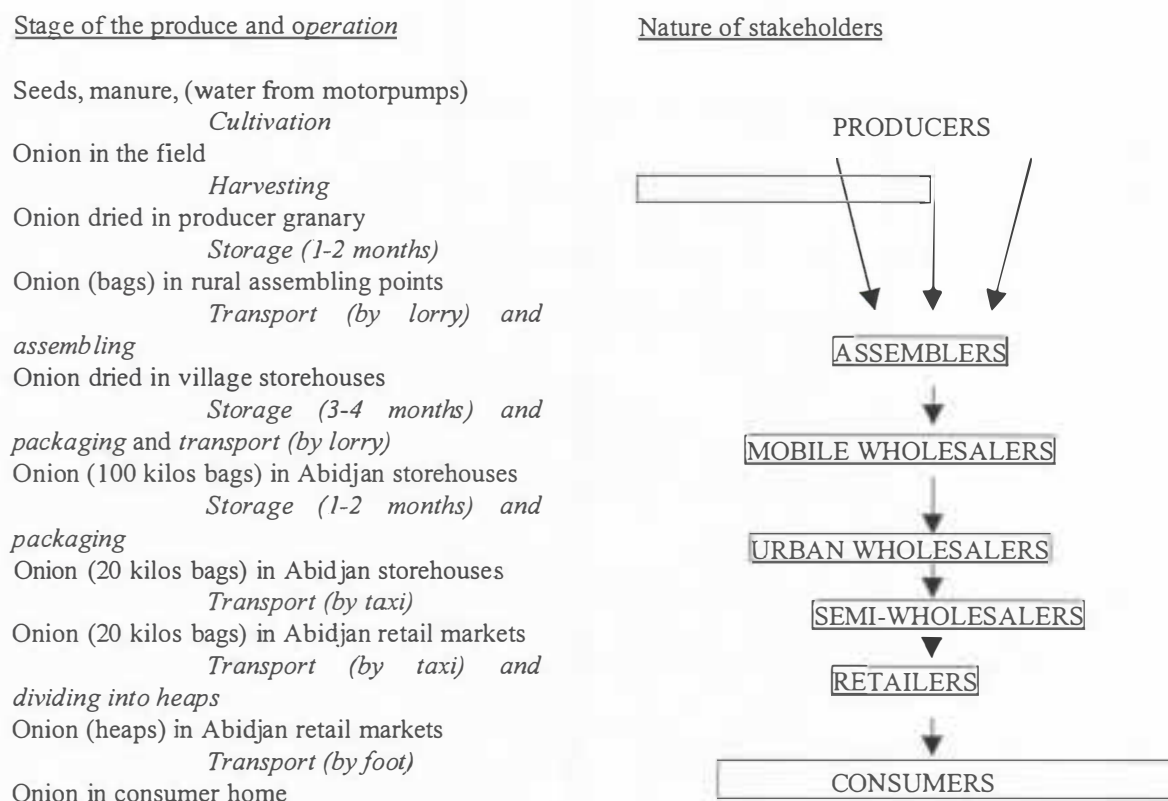 Stage of the produce and operation
Seeds, manure, (water from motorpumps)
Cultivation
Onion in the field
Harvesting
Onion dried in producer granary
Storage (1-2 months)
Onion (bags) in rural assembling points
Transport (by lorry) and
assembling
Onion dried in village storehouses
Storage (3-4 months) and
packaging and transport (by lorry)
Onion (100 kilos bags) in Abidjan storehouses
Storage (1-2 months) and
packaging
Onion (20 kilos bags) in Abidjan storehouses
Transport (by taxi)
Onion (20 kilos bags) in Abidjan retail markets
Transport (by taxi) and
dividing into heaps
Onion (heaps) in Abidjan retail markets
Transport (by foot)
Onion in consumer home
Nature of stakeholders
PRODUCERS
ASSEMBLERS
MOBILE WHOLESALERS
URBAN WHOLESALERS
SEMI-WHOLESALERS
RETAILERS
CONSUMERS